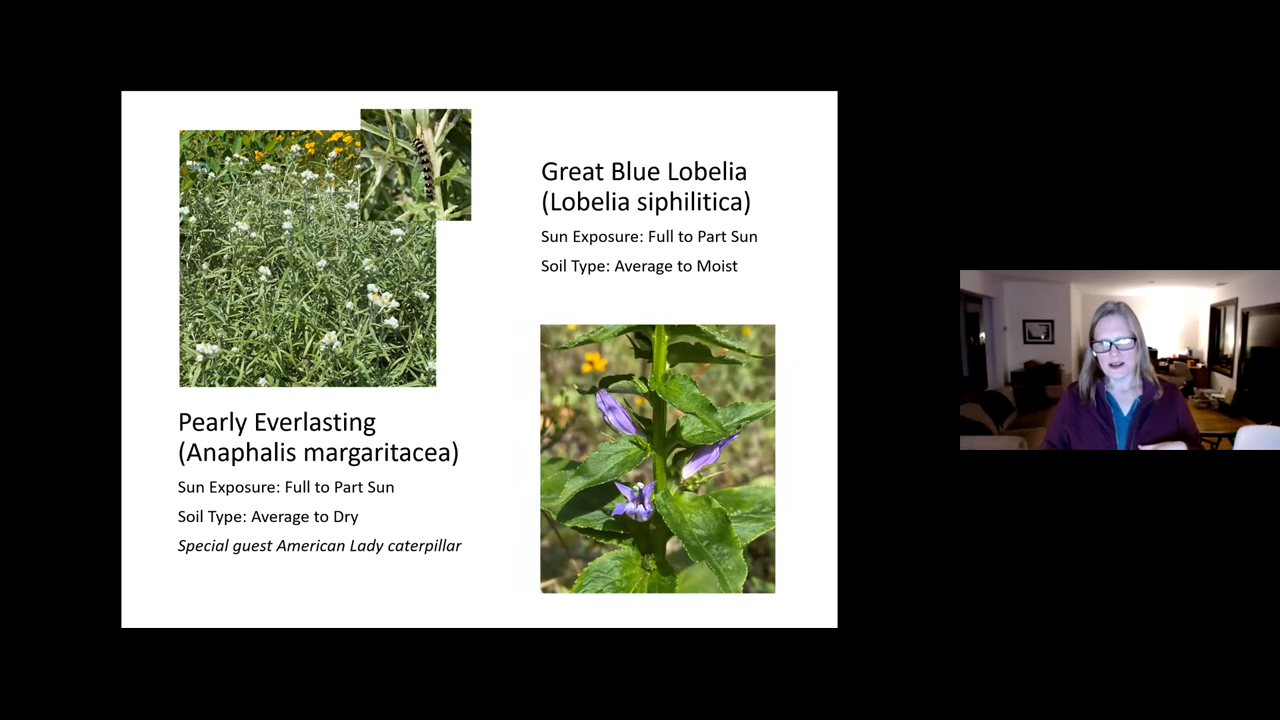 Pearly Everlasting
(Anaphalis margaritacea)
Sun Exposure: Full to Part Sun
Soil Type: Average to Dry
Special guest American Lady caterpillar
Great Blue Lobelia
(Lobelia siphilitica)
Sun Exposure: Full to Part Sun
Soil Type: Average to Moist